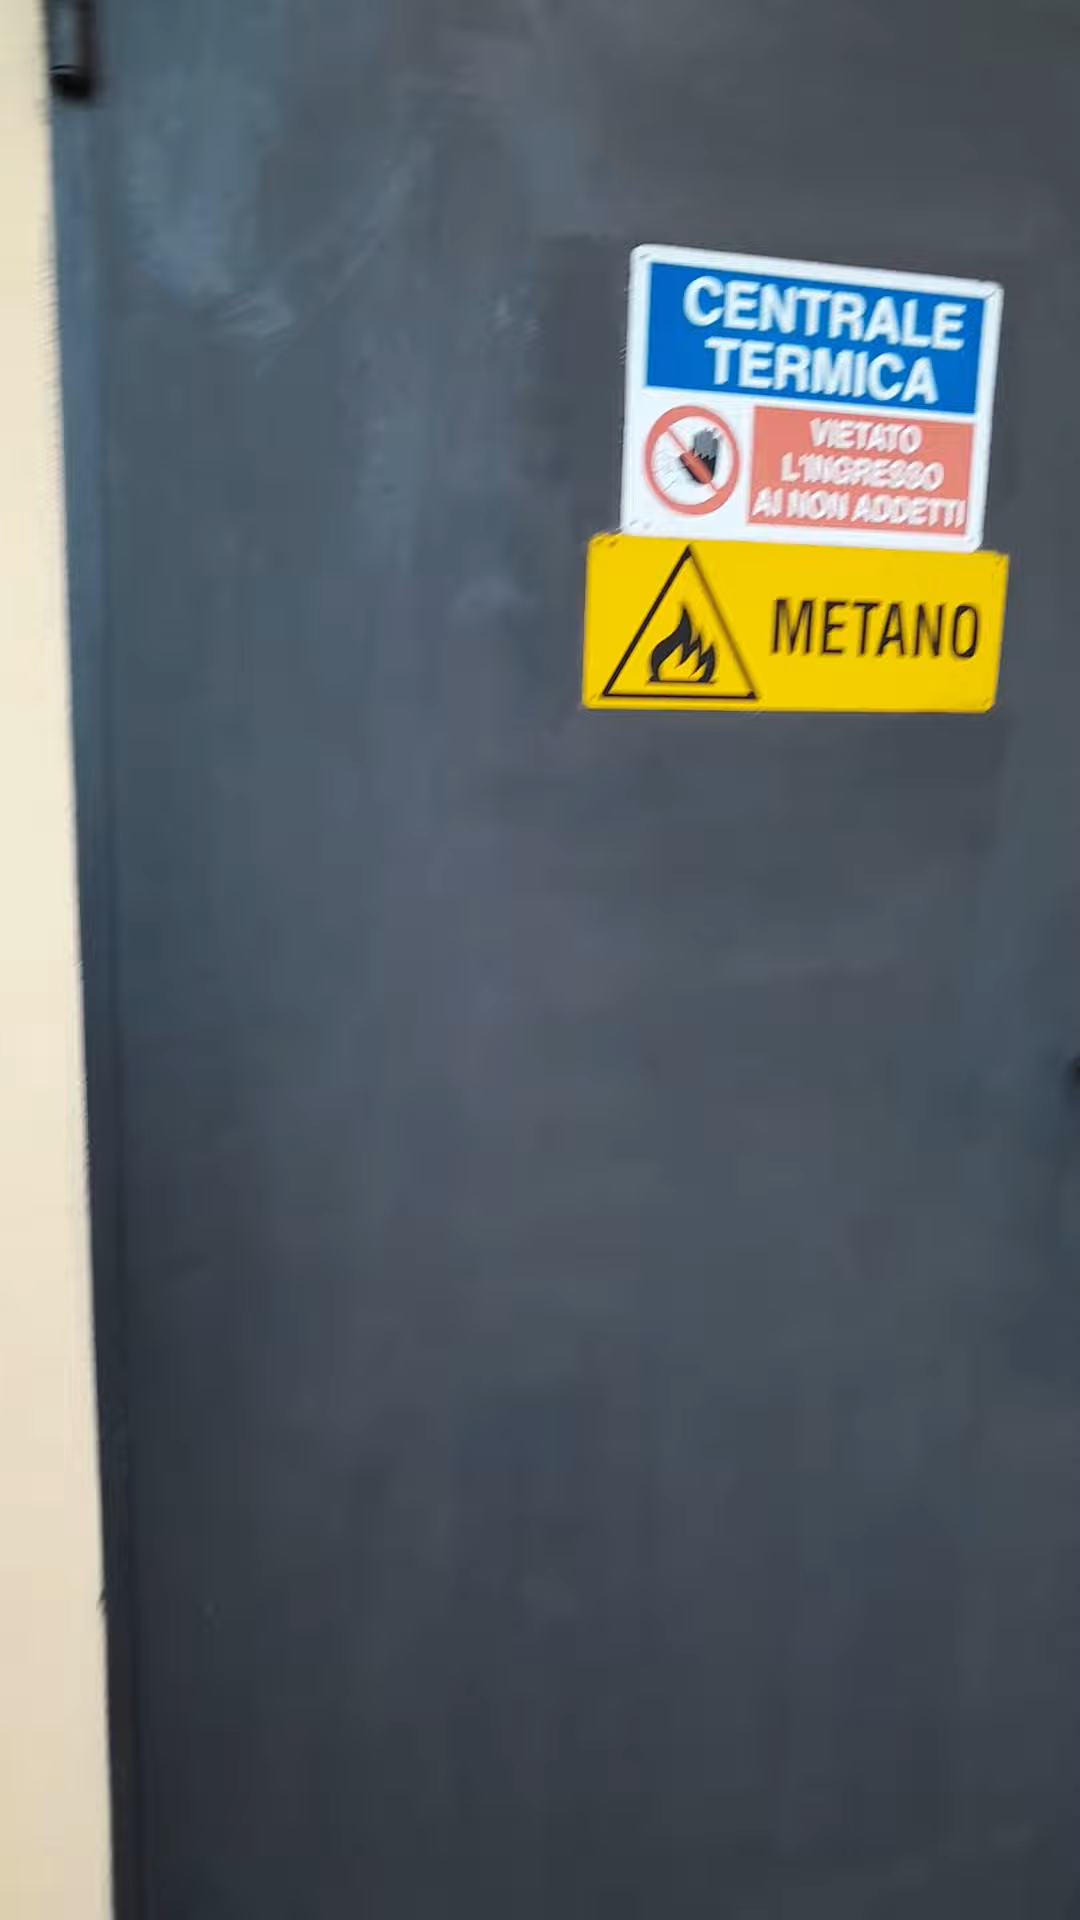 CENTRALE
TERMICA
VIETATO
L'INGRESSO
AI NON ADDETTI
METANO